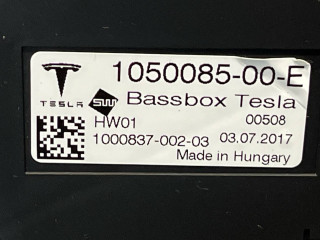 1050085-00-E
TESLA SW Bassbox Tesla
HW01 00508
1000837-002-03 03.07.2017
Made in Hungary